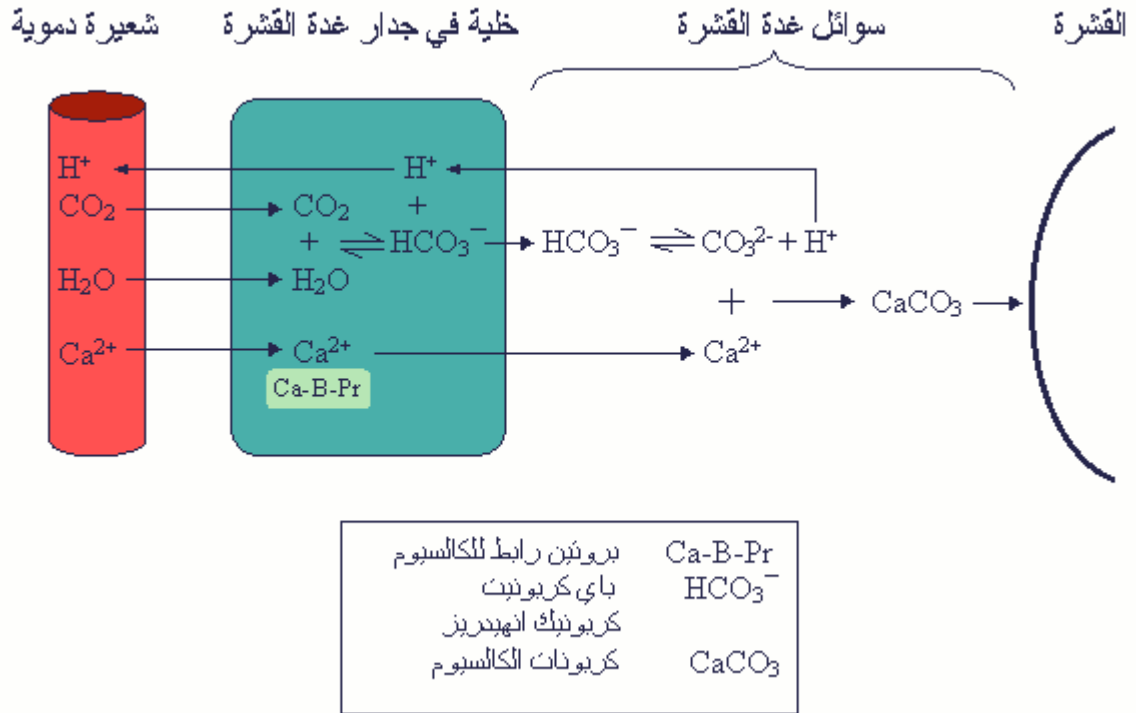 القشرة سوائل غدة القشرة خلية في جدار غدة القشرة شعيرة دموية
H⁺ H⁺
CO₂ CO₂ +
+ ⇌ HCO₃⁻ HCO₃⁻ ⇌ CO₃²⁻ + H⁺
H₂O H₂O
+ CaCO₃
Ca²⁺ Ca²⁺ Ca²⁺
Ca-B-Pr
Ca-B-Pr بروتين رابط للكالسيوم
HCO₃⁻ باي كربونيت
كربونيك انهيدريز
CaCO₃ كربونات الكالسيوم